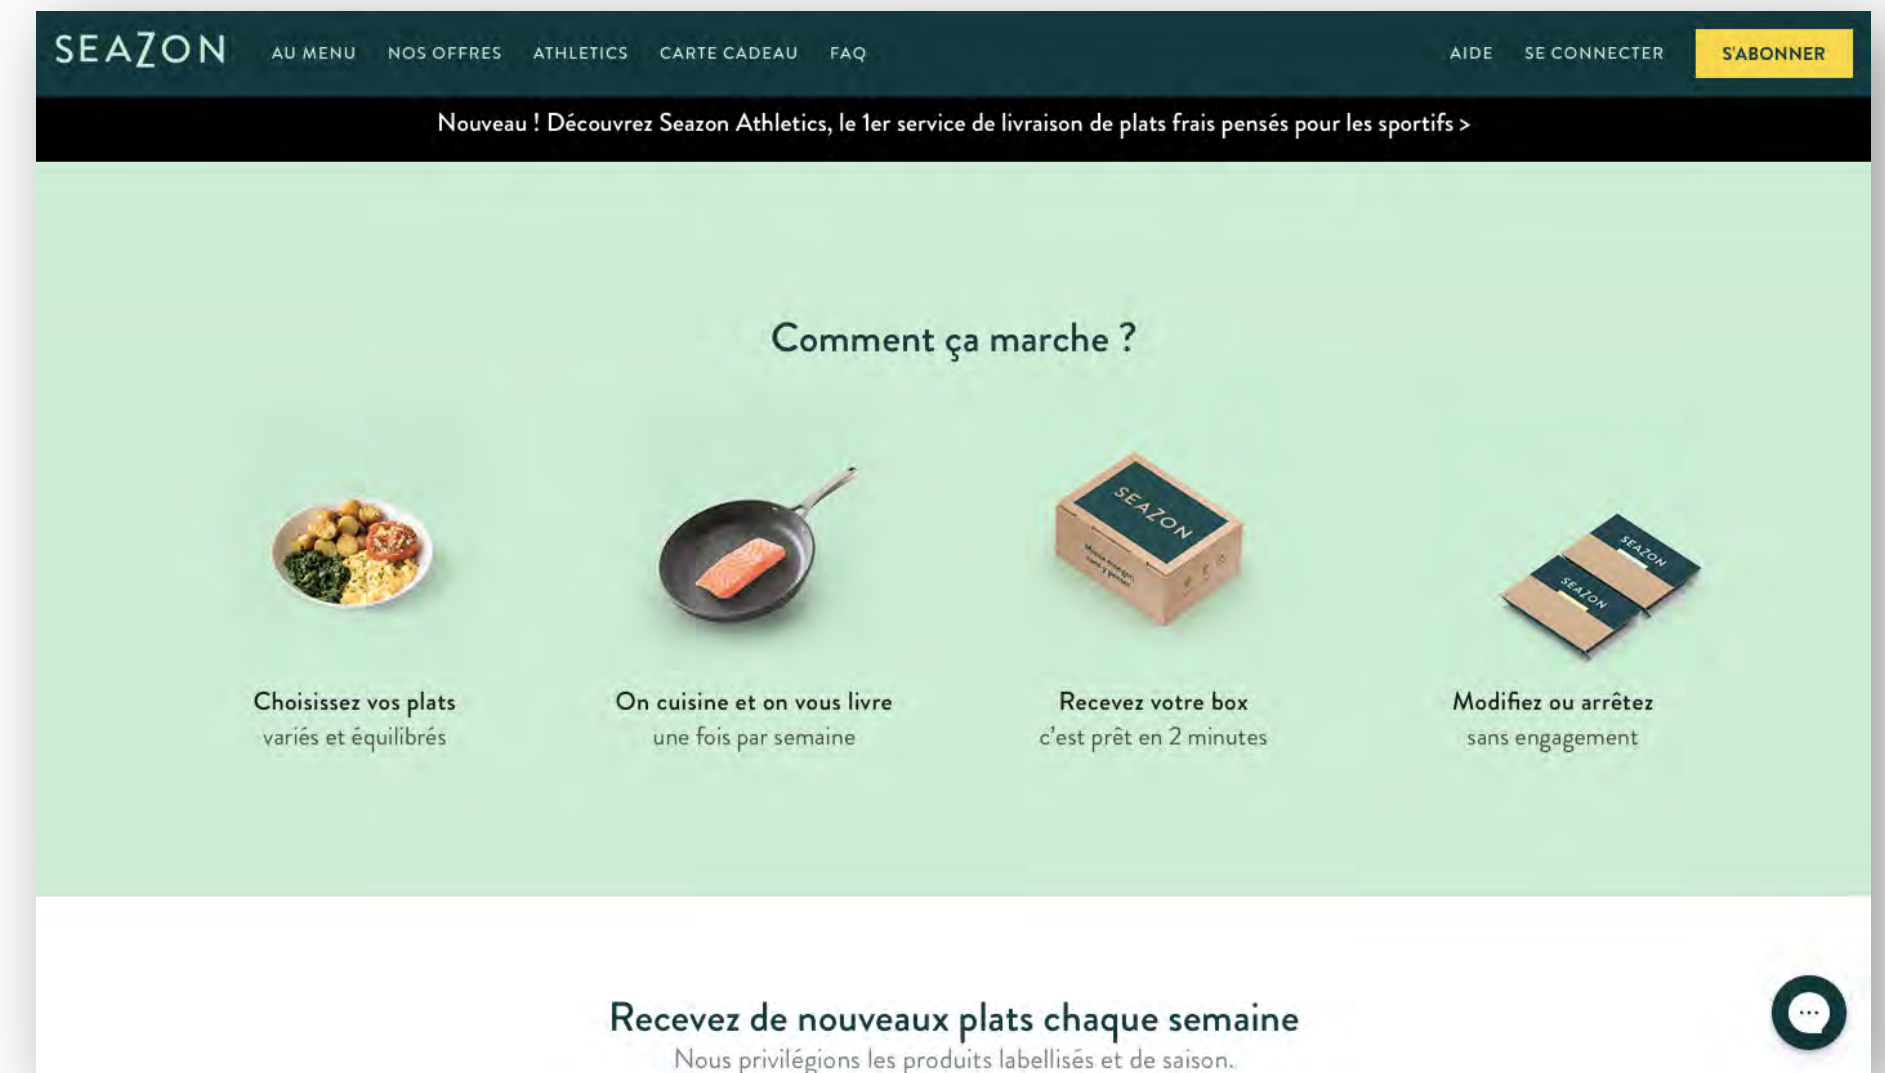 SEAZON
AU MENU NOS OFFRES ATHLETICS CARTE CADEAU FAQ
AIDE SE CONNECTER S'ABONNER
Nouveau ! Découvrez Seazon Athletics, le 1er service de livraison de plats frais pensés pour les sportifs >
Comment ça marche ?
SEAZON
SEAZON
SEAZON
Choisissez vos plats
variés et équilibrés
On cuisine et on vous livre
une fois par semaine
Recevez votre box
c'est prêt en 2 minutes
Modifiez ou arrêtez
sans engagement
Recevez de nouveaux plats chaque semaine
Nous privilégions les produits labellisés et de saison.